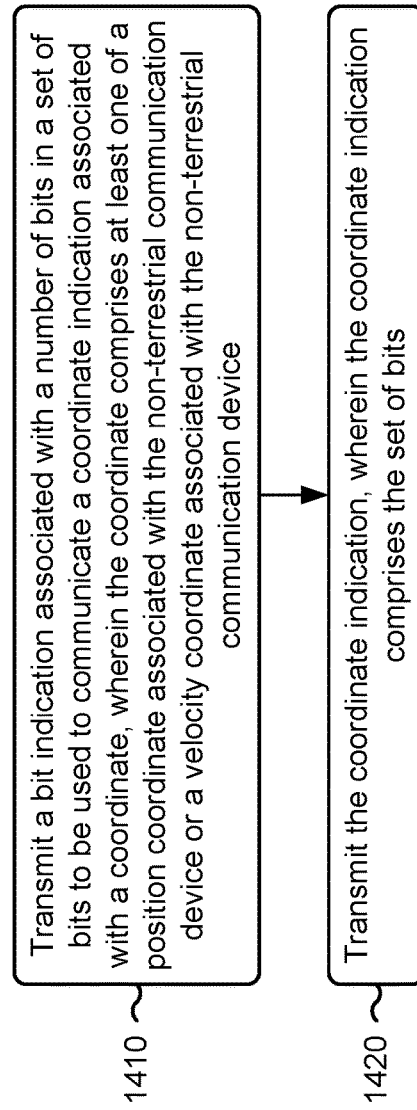 1410
Transmit a bit indication associated with a number of bits in a set of
bits to be used to communicate a coordinate indication associated
with a coordinate, wherein the coordinate comprises at least one of a
position coordinate associated with the non-terrestrial communication
device or a velocity coordinate associated with the non-terrestrial
communication device
1420
Transmit the coordinate indication, wherein the coordinate indication
comprises the set of bits